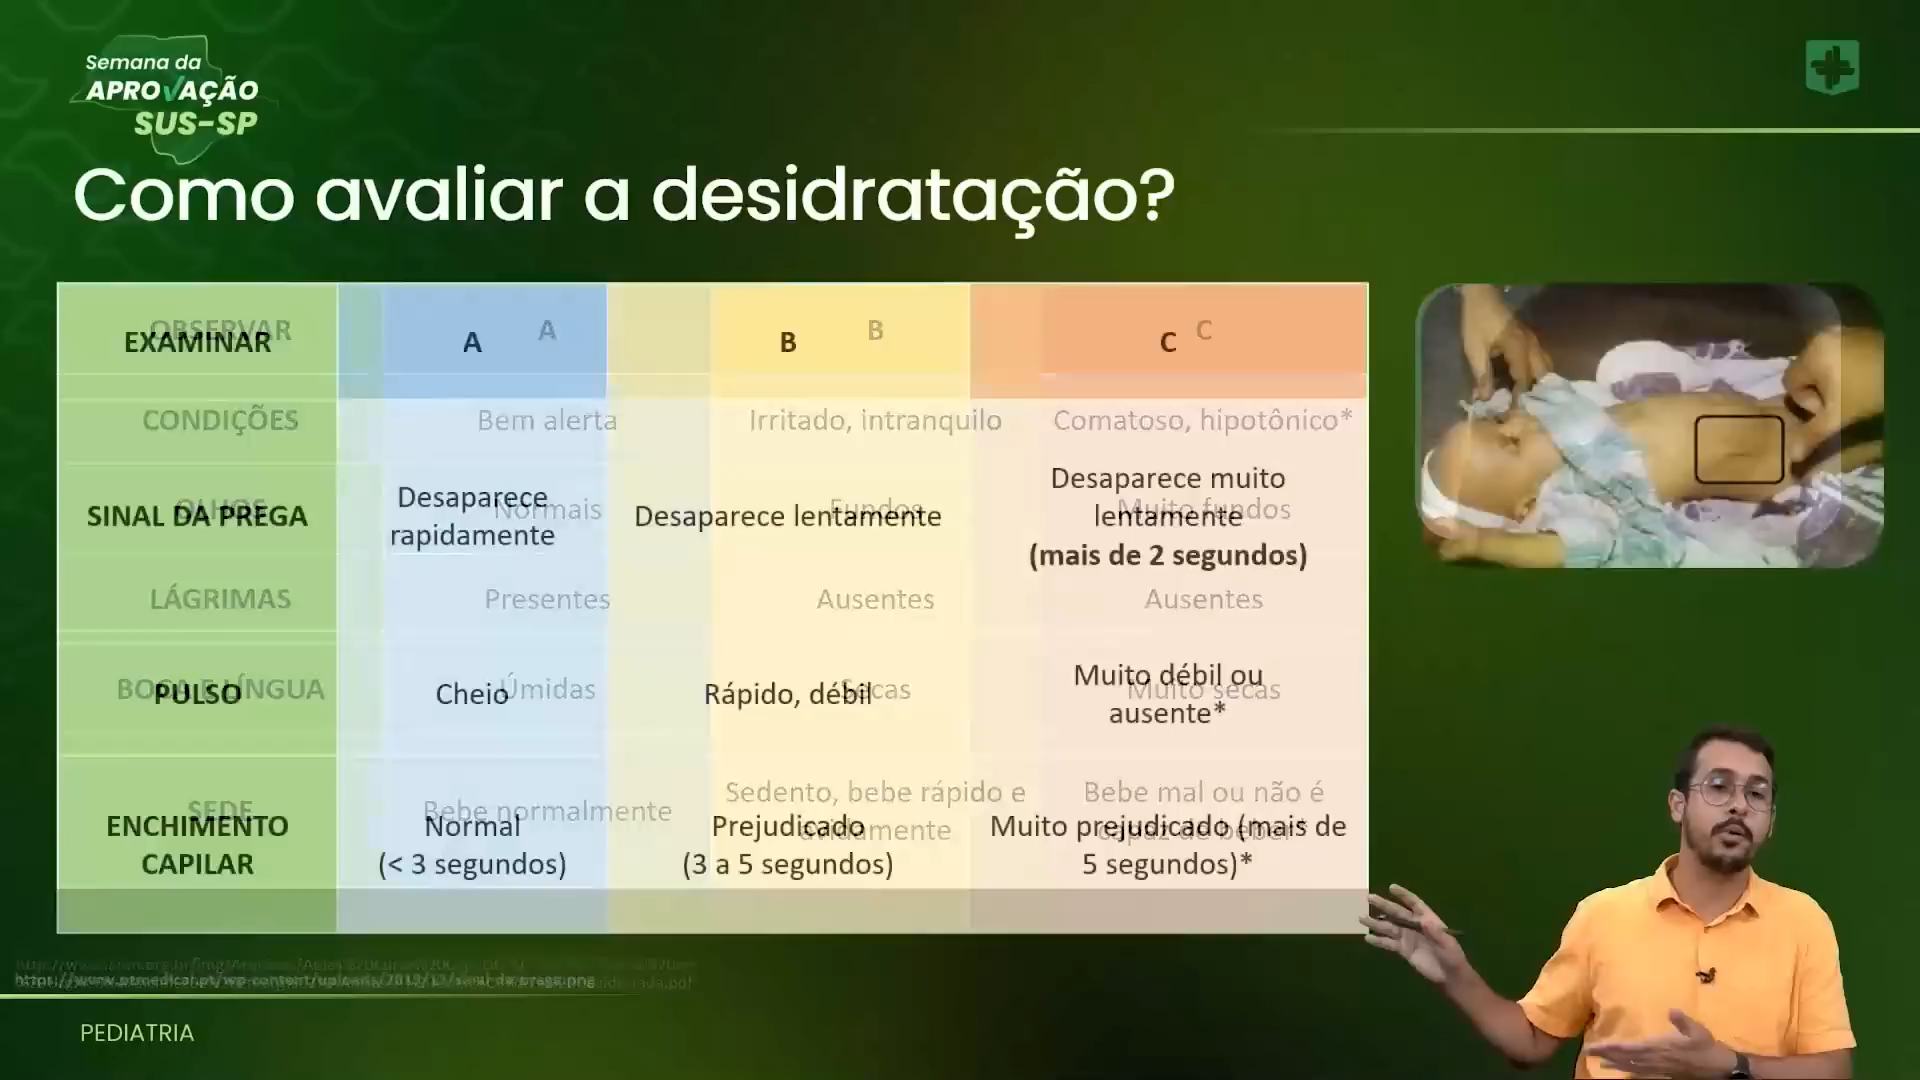 Semana da
APROVAÇÃO
SUS-SP
Como avaliar a desidratação?
OBSERVAR A B C
EXAMINAR A B C
CONDIÇÕES Bem alerta Irritado, intranquilo Comatoso, hipotônico*
OLHOS Normais Fundos Muito fundos
SINAL DA PREGA
Desaparece
rapidamente
Desaparece lentamente
Desaparece muito
lentamente
(mais de 2 segundos)
LÁGRIMAS Presentes Ausentes Ausentes
BOCA E LÍNGUA Úmidas Secas Muito secas
PULSO Cheio Rápido, débil
Muito débil ou
ausente*
SEDE Bebe normalmente
Sedento, bebe rápido e
avidamente
Bebe mal ou não é
capaz de beber*
ENCHIMENTO
CAPILAR
Normal
(< 3 segundos)
Prejudicado
(3 a 5 segundos)
Muito prejudicado (mais de
5 segundos)*
PEDIATRIA